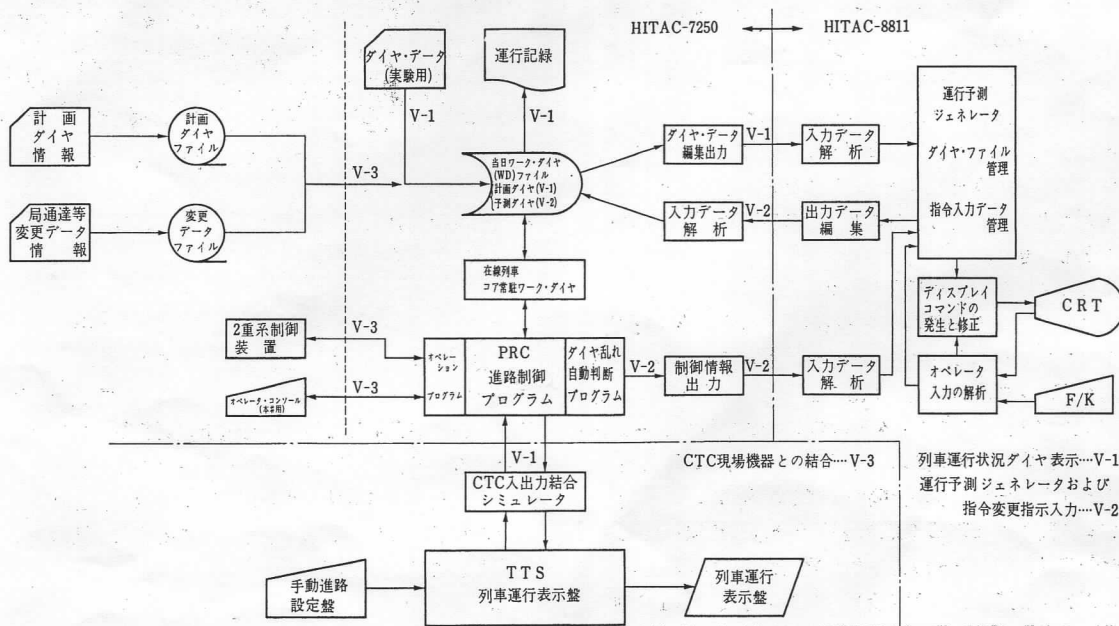 HITAC-7250
HITAC-8811
ダイヤ・データ
(実験用)
運行記録
計画
ダイヤ
情報
計画
ダイヤ
ファイル
V-1
V-1
V-3
局通達等
変更データ
情報
変更
データ
ファイル
当日ワーク・ダイヤ
(WD)ファイル
計画ダイヤ(V-1)
予測ダイヤ(V-2)
ダイヤ・データ
編集出力
V-1
入力データ
解析
運行予測
ジェネレータ
ダイヤ・ファイル
管理
指令入力データ
管理
入力データ
解析
V-2
出力データ
編集
在線列車
コア常駐ワーク・ダイヤ
ディスプレイ
コマンドの
発生と修正
CRT
2重系制御
装置
V-3
オペレーション
プログラム
PRC
進路制御
プログラム
ダイヤ乱れ
自動判断
プログラム
V-2
制御情報
出力
V-2
入力データ
解析
オペレータ
入力の解析
F/K
オペレータ・コンソール
V-3
V-1
CTC現場機器との結合…V-3
CTC入出力結合
シミュレータ
列車運行状況ダイヤ表示…V-1
運行予測ジェネレータおよび
指令変更指示入力…V-2
手動進路
設定盤
TTS
列車運行表示盤
列車運行
表示盤